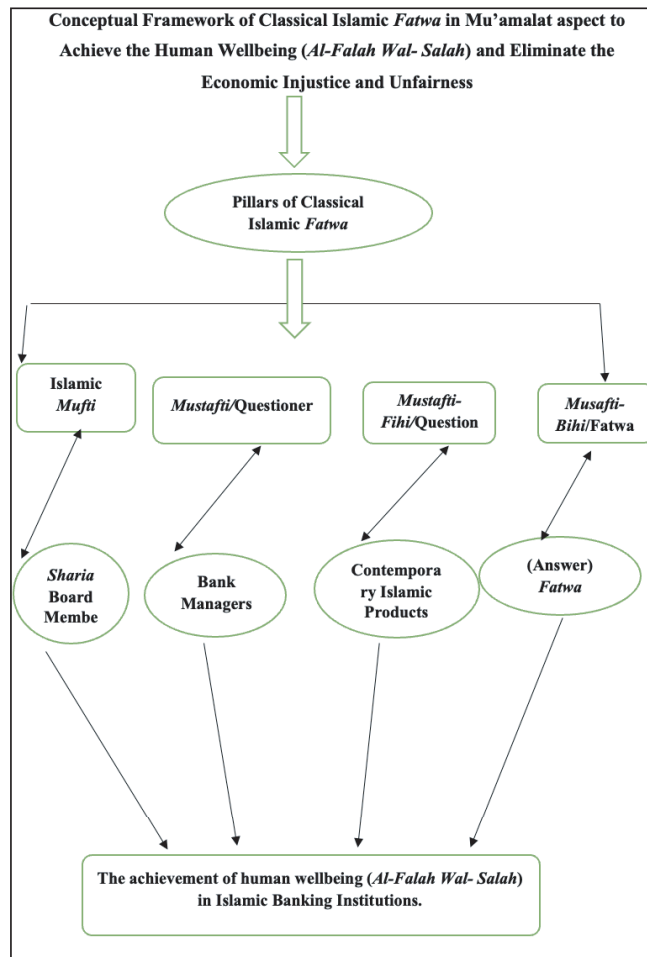 Conceptual Framework of Classical Islamic Fatwa in Mu’amalat aspect to
Achieve the Human Wellbeing (Al-Falah Wal- Salah) and Eliminate the
Economic Injustice and Unfairness
Pillars of Classical
Islamic Fatwa
Islamic
Mufti
Mustafti/Questioner
Mustafti-
Fihi/Question
Musafti-
Bihi/Fatwa
Sharia
Board
Membe
Bank
Managers
Contempora
ry Islamic
Products
(Answer)
Fatwa
The achievement of human wellbeing (Al-Falah Wal- Salah)
in Islamic Banking Institutions.